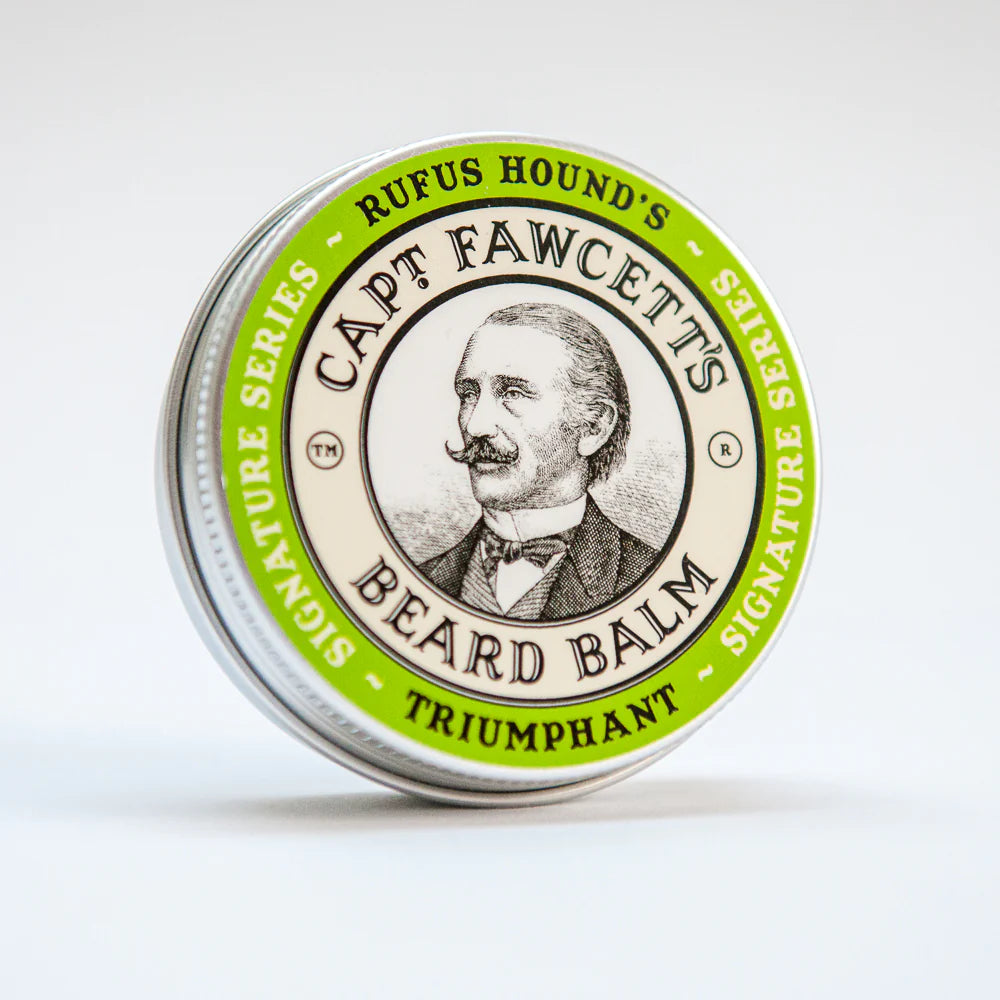 RUFUS HOUND'S
~ SIGNATURE SERIES ~
CAPT. FAWCETT'S
TM
R
BEARD BALM
~ SIGNATURE SERIES ~
TRIUMPHANT